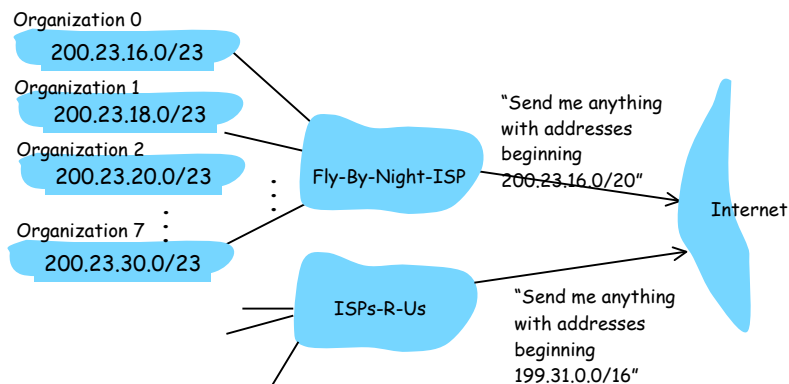 Organization 0
200.23.16.0/23
Organization 1
200.23.18.0/23
Organization 2
200.23.20.0/23
Organization 7
200.23.30.0/23
Fly-By-Night-ISP
“Send me anything
with addresses
beginning
200.23.16.0/20”
Internet
ISPs-R-Us
“Send me anything
with addresses
beginning
199.31.0.0/16”